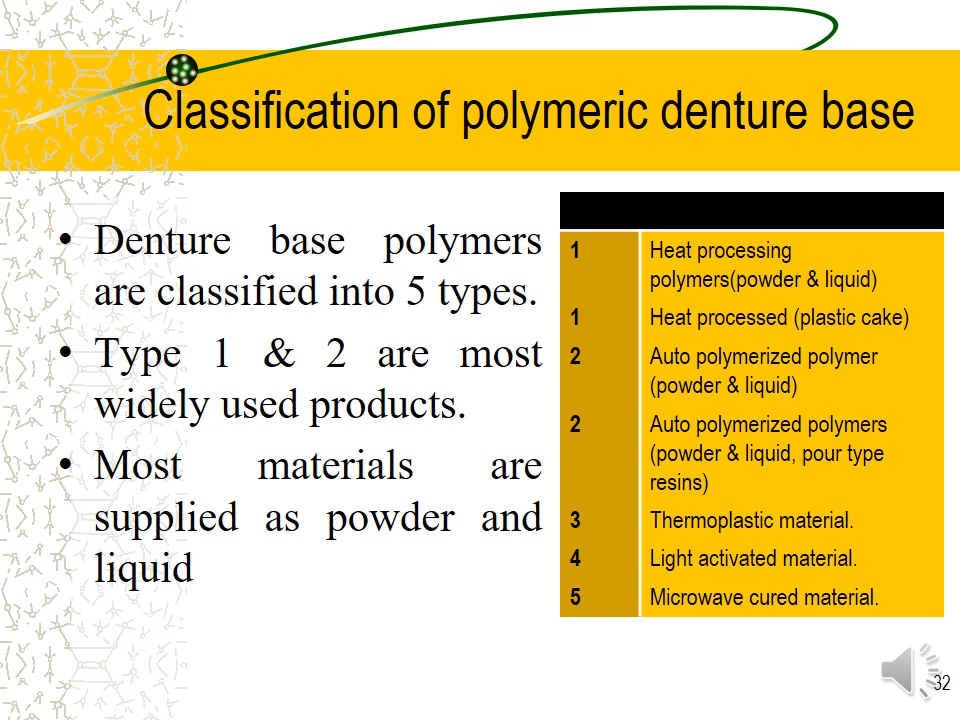 Classification of polymeric denture base
• Denture base polymers
are classified into 5 types.
• Type 1 & 2 are most
widely used products.
• Most materials are
supplied as powder and
liquid
1 Heat processing
polymers(powder & liquid)
1 Heat processed (plastic cake)
2 Auto polymerized polymer
(powder & liquid)
2 Auto polymerized polymers
(powder & liquid, pour type
resins)
3 Thermoplastic material.
4 Light activated material.
5 Microwave cured material.
32